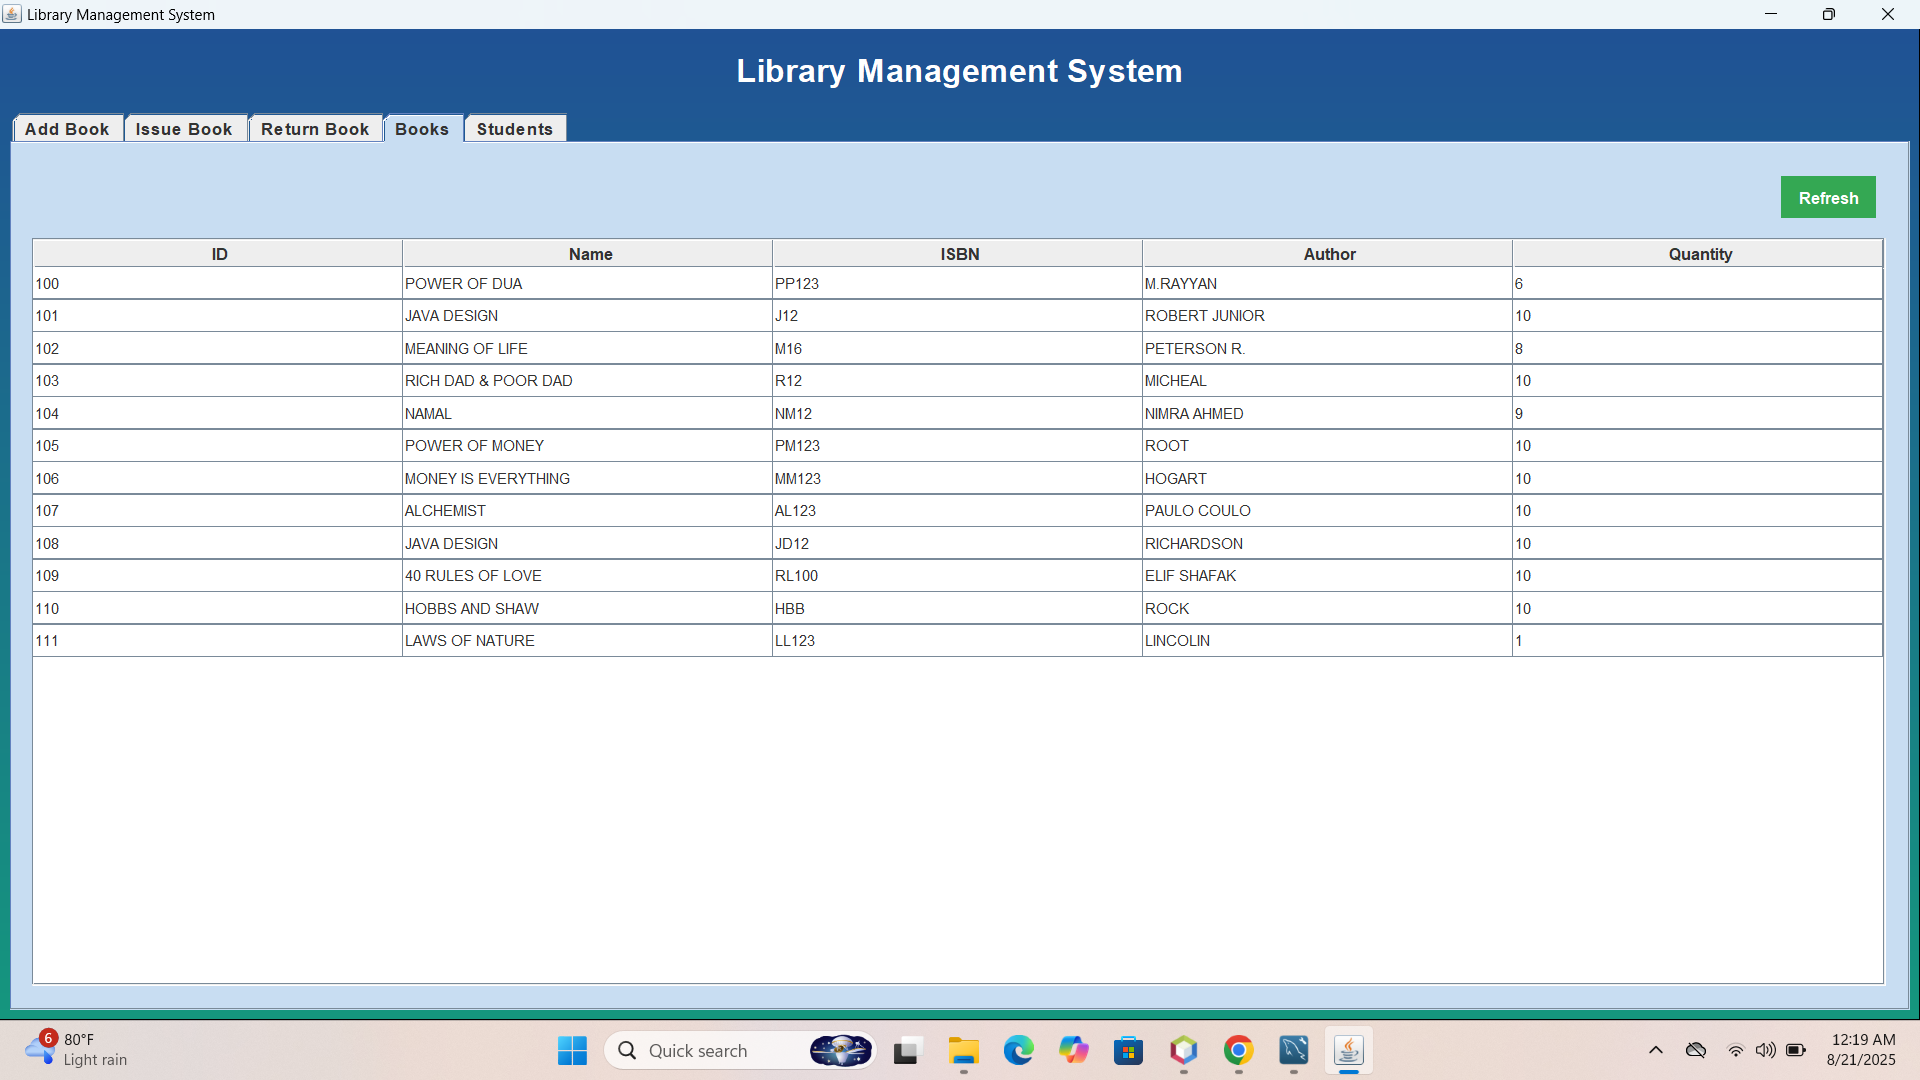 Library Management System
Library Management System
Add Book Issue Book Return Book Books Students
Refresh
ID Name ISBN Author Quantity
100 POWER OF DUA PP123 M.RAYYAN 6
101 JAVA DESIGN J12 ROBERT JUNIOR 10
102 MEANING OF LIFE M16 PETERSON R. 8
103 RICH DAD & POOR DAD R12 MICHEAL 10
104 NAMAL NM12 NIMRA AHMED 9
105 POWER OF MONEY PM123 ROOT 10
106 MONEY IS EVERYTHING MM123 HOGART 10
107 ALCHEMIST AL123 PAULO COULO 10
108 JAVA DESIGN JD12 RICHARDSON 10
109 40 RULES OF LOVE RL100 ELIF SHAFAK 10
110 HOBBS AND SHAW HBB ROCK 10
111 LAWS OF NATURE LL123 LINCOLIN 1
6 80°F
Light rain
Quick search
12:19 AM
8/21/2025